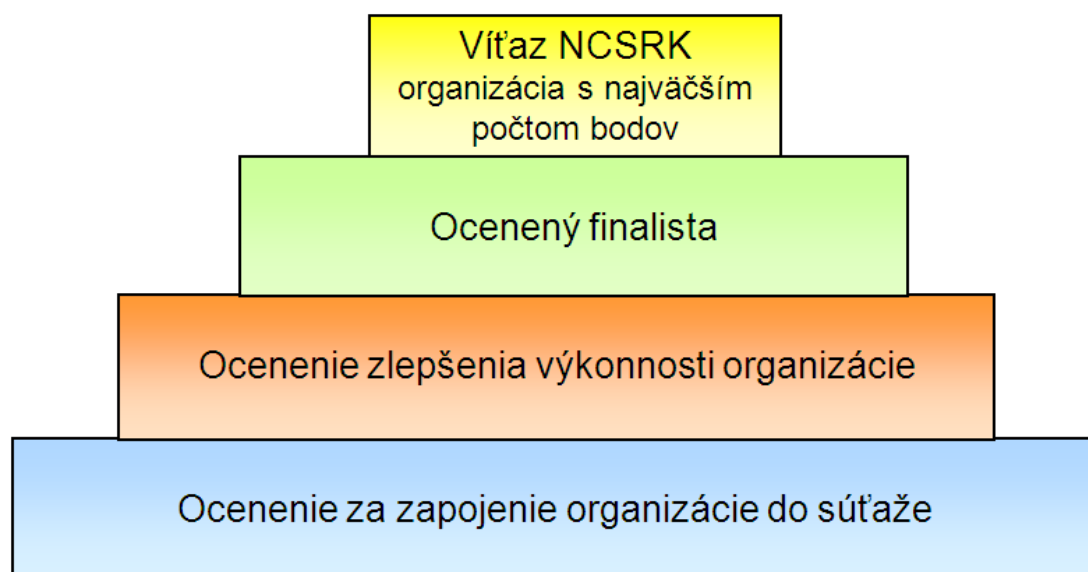 Víťaz NCSRK
organizácia s najväčším
počtom bodov
Ocenený finalista
Ocenenie zlepšenia výkonnosti organizácie
Ocenenie za zapojenie organizácie do súťaže